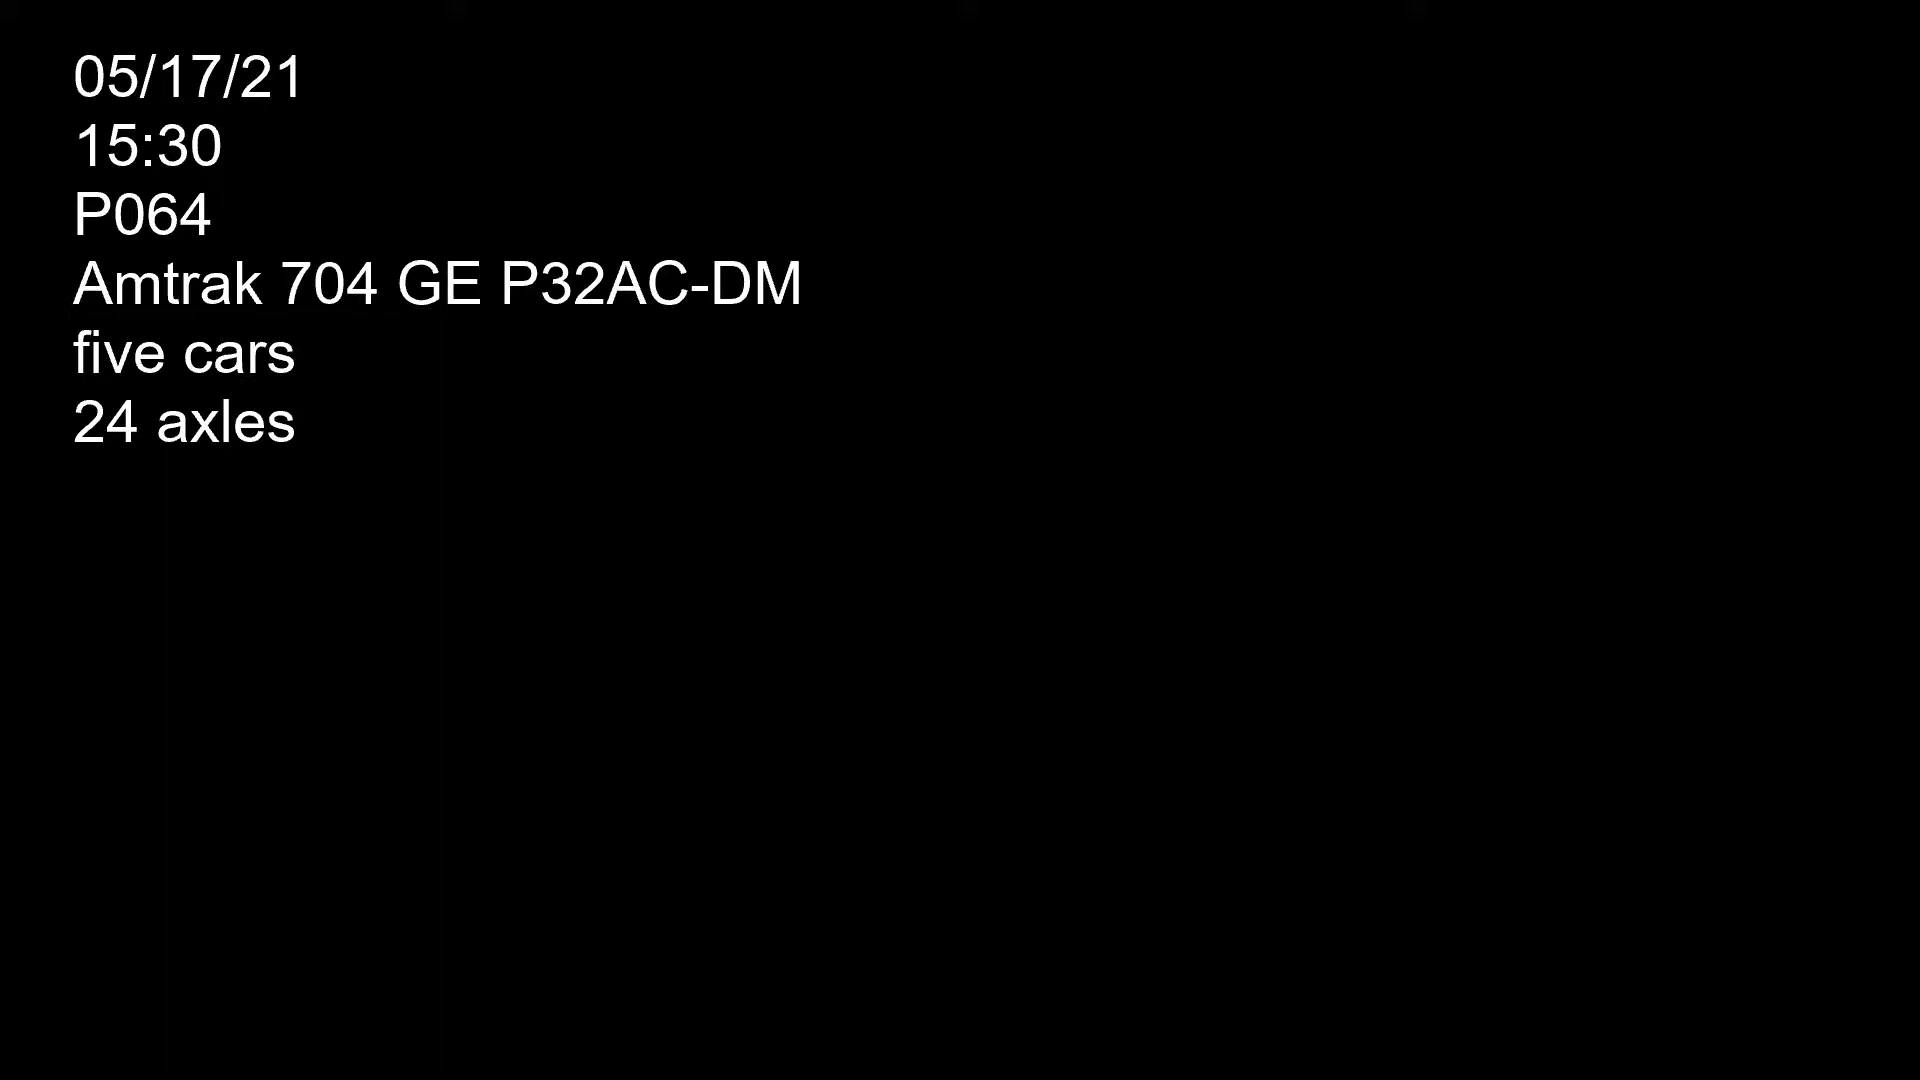 05/17/21
15:30
P064
Amtrak 704 GE P32AC-DM
five cars
24 axles